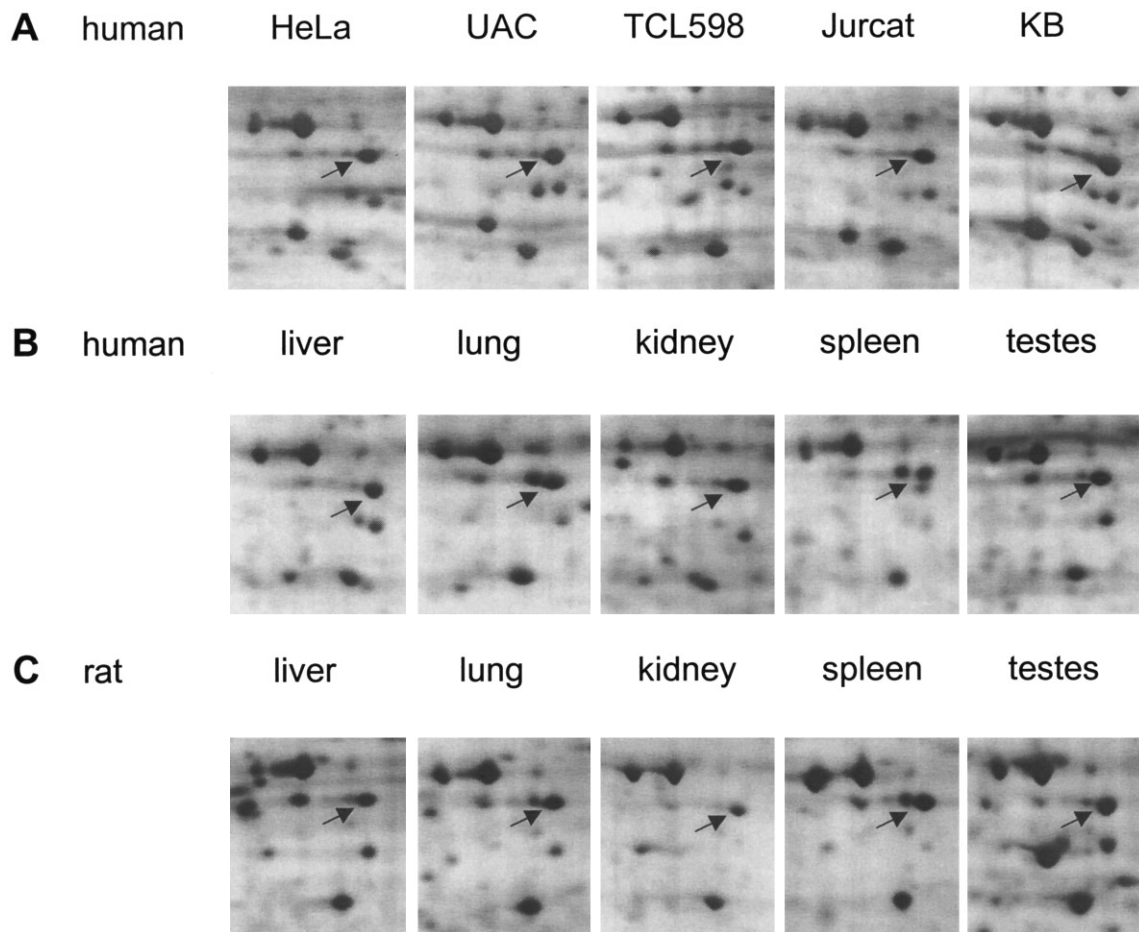 A human HeLa UAC TCL598 Jurcat KB
B human liver lung kidney spleen testes
C rat liver lung kidney spleen testes